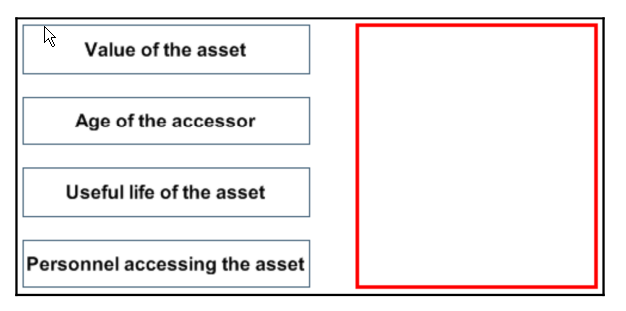 Value of the asset
Age of the accessor
Useful life of the asset
Personnel accessing the asset